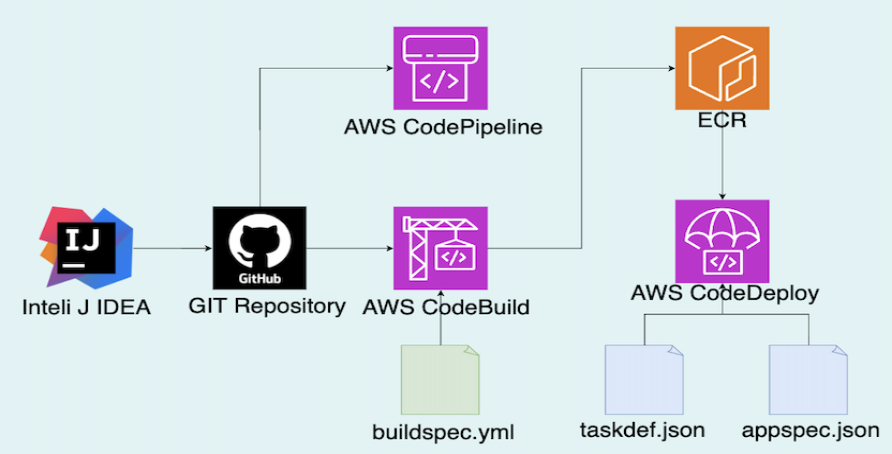 AWS CodePipeline
ECR
IJ
GitHub
Inteli J IDEA
GIT Repository
AWS CodeBuild
AWS CodeDeploy
buildspec.yml
taskdef.json
appspec.json